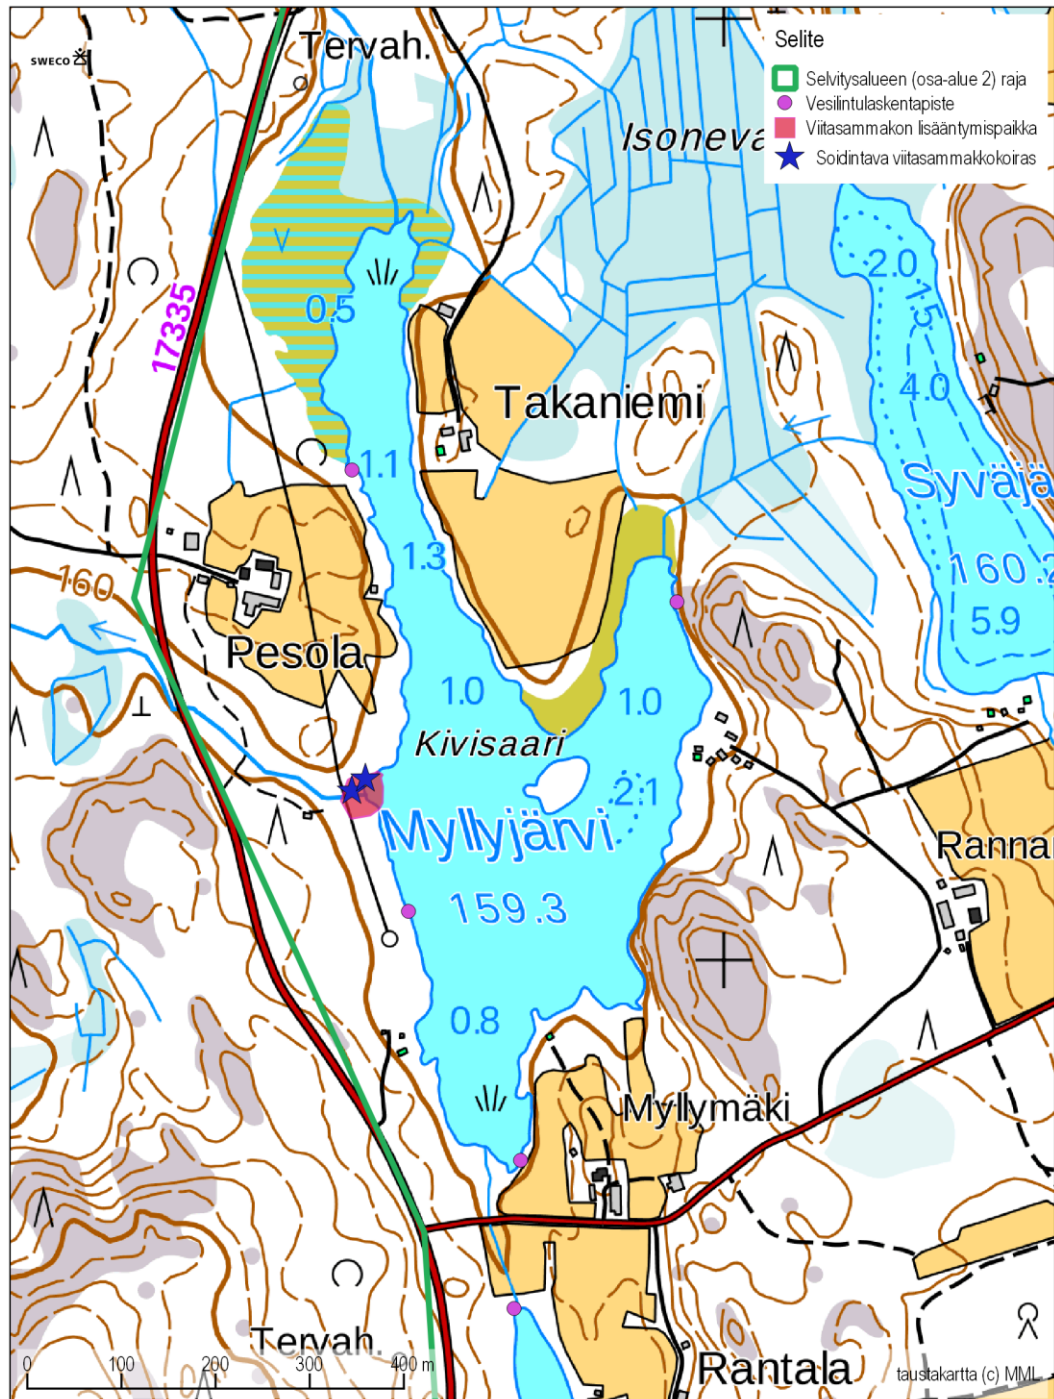 Tervah.
SWECO
Selite
Selvitysalueen (osa-alue 2) raja
Vesilintulaskentapiste
Viitasammakon lisääntymispaikka
Soidintava viitasammakkokoiras
Isoneva
2.0
1.5
17335
0.5
4.0
Takaniemi
1.1
Syväjä
1.3
160.2
160
5.9
Pesola
1.0
1.0
Kivisaari
2.1
Myllyjärvi
Ranna
159.3
0.8
Myllymäki
Tervah.
Rantala
0 100 200 300 400 m
taustakartta (c) MML